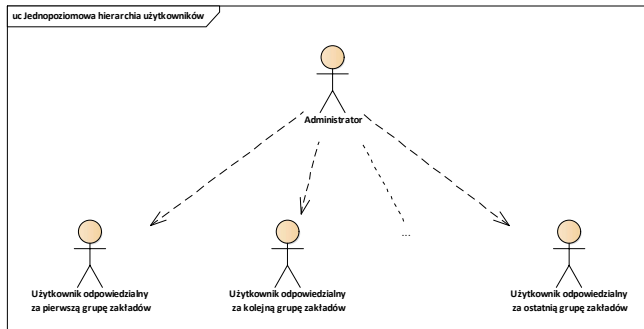 uc Jednopoziomowa hierarchia użytkowników
Administrator
...
Użytkownik odpowiedzialny
za pierwszą grupę zakładów
Użytkownik odpowiedzialny
za kolejną grupę zakładów
Użytkownik odpowiedzialny
za ostatnią grupę zakładów